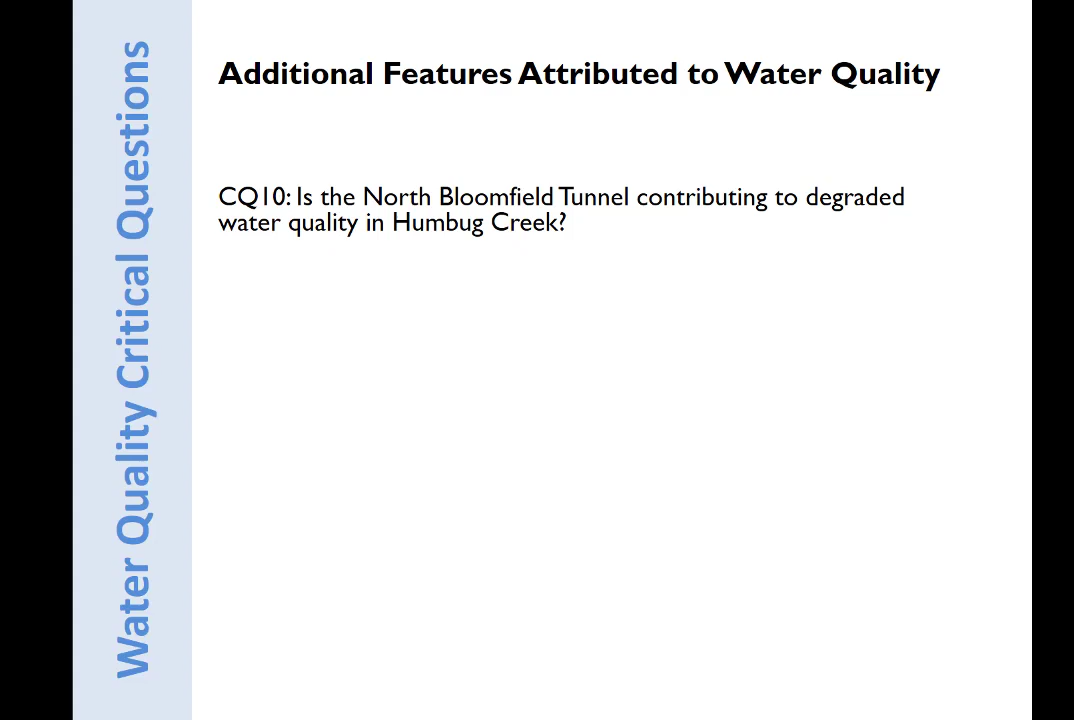 Water Quality Critical Questions
Additional Features Attributed to Water Quality
CQ10: Is the North Bloomfield Tunnel contributing to degraded
water quality in Humbug Creek?